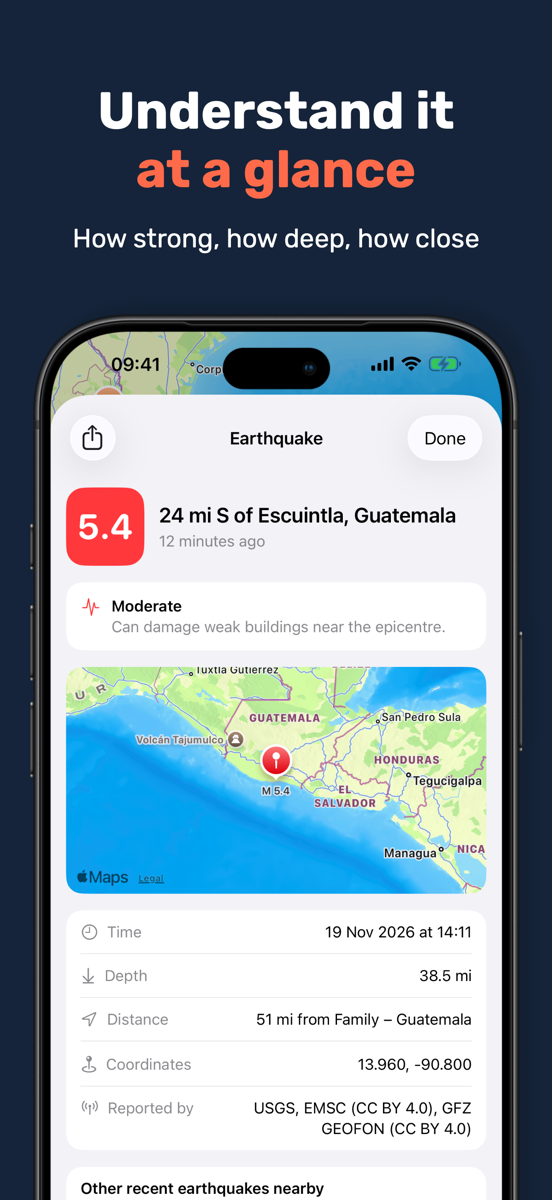 Understand it
at a glance
How strong, how deep, how close
09:41
Corp
Earthquake
Done
5.4
24 mi S of Escuintla, Guatemala
12 minutes ago
Moderate
Can damage weak buildings near the epicentre.
Tuxtla Gutiérrez
U R
GUATEMALA
San Pedro Sula
Volcán Tajumulco
HONDURAS
M 5.4
Tegucigalpa
EL
SALVADOR
Managua
NICA
Maps
Legal
Time
19 Nov 2026 at 14:11
Depth
38.5 mi
Distance
51 mi from Family – Guatemala
Coordinates
13.960, -90.800
Reported by
USGS, EMSC (CC BY 4.0), GFZ
GEOFON (CC BY 4.0)
Other recent earthquakes nearby